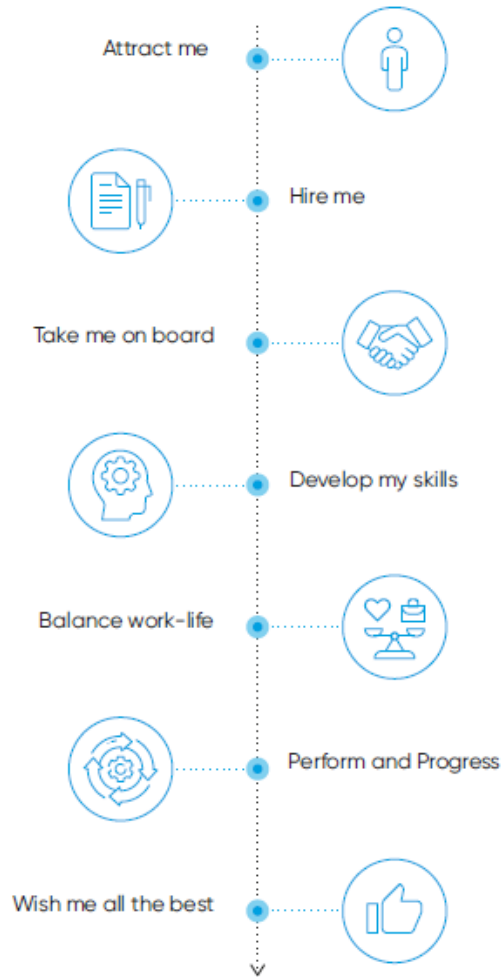 Attract me
Hire me
Take me on board
Develop my skills
Balance work-life
Perform and Progress
Wish me all the best